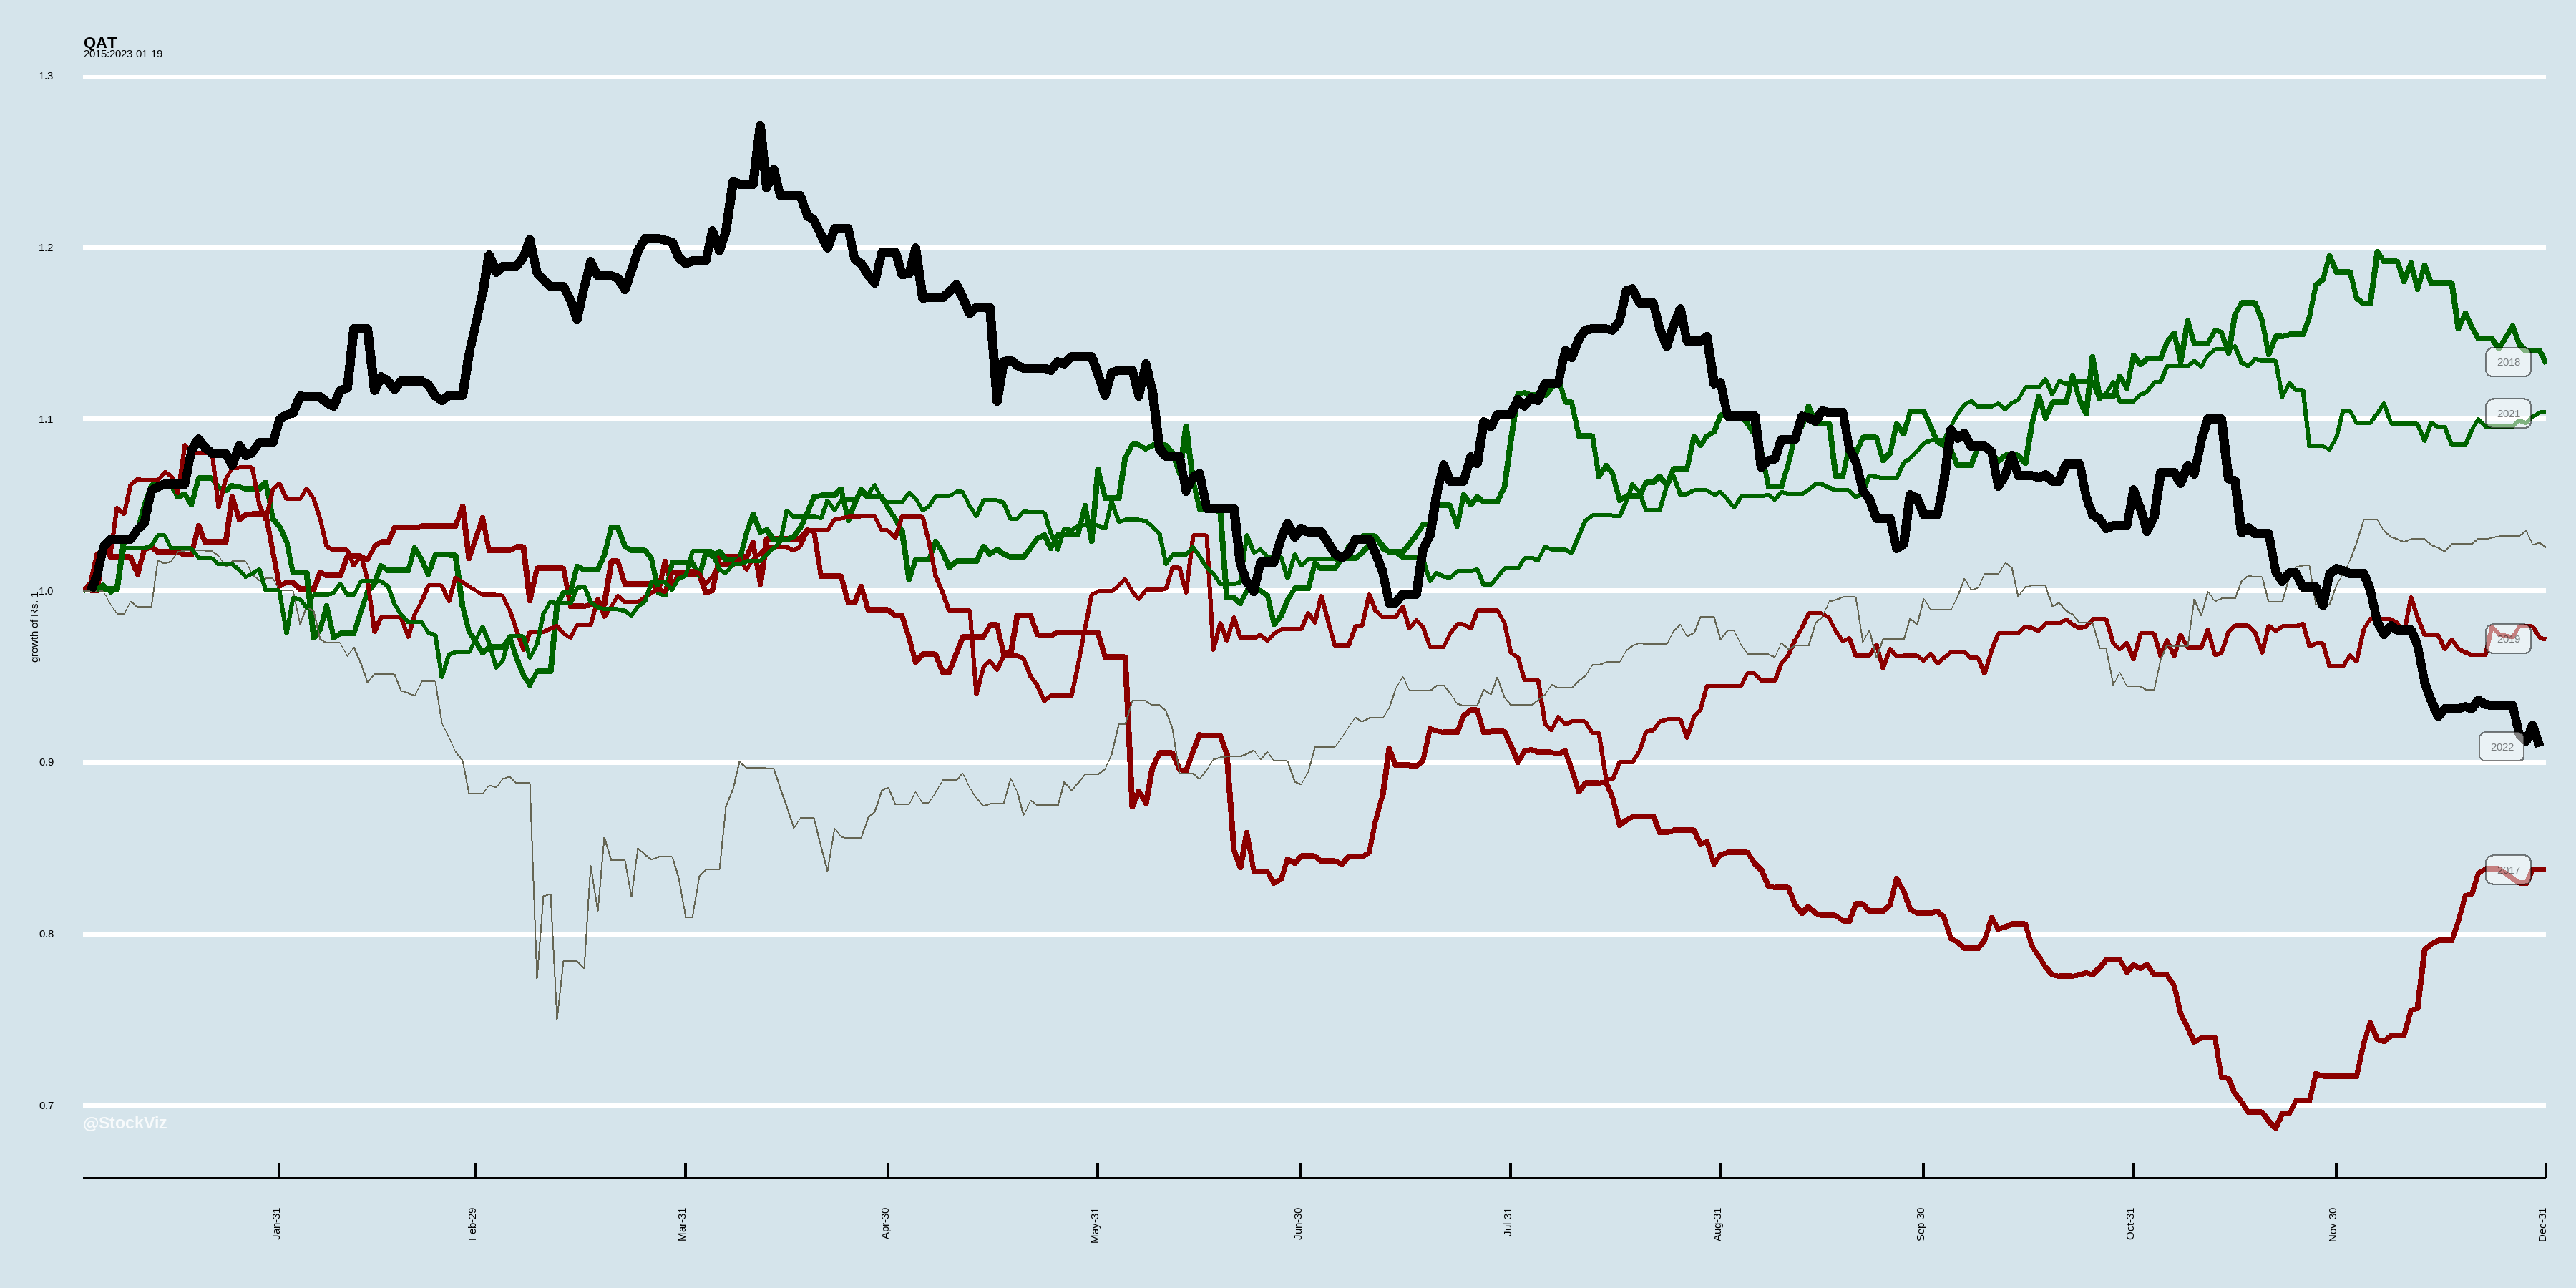 QAT
2015:2023-01-19
1.3
1.2
1.1
1.0
0.9
0.8
0.7
growth of Rs. 1
2018
2021
2019
2022
2017
@StockViz
Jan-31
Feb-29
Mar-31
Apr-30
May-31
Jun-30
Jul-31
Aug-31
Sep-30
Oct-31
Nov-30
Dec-31